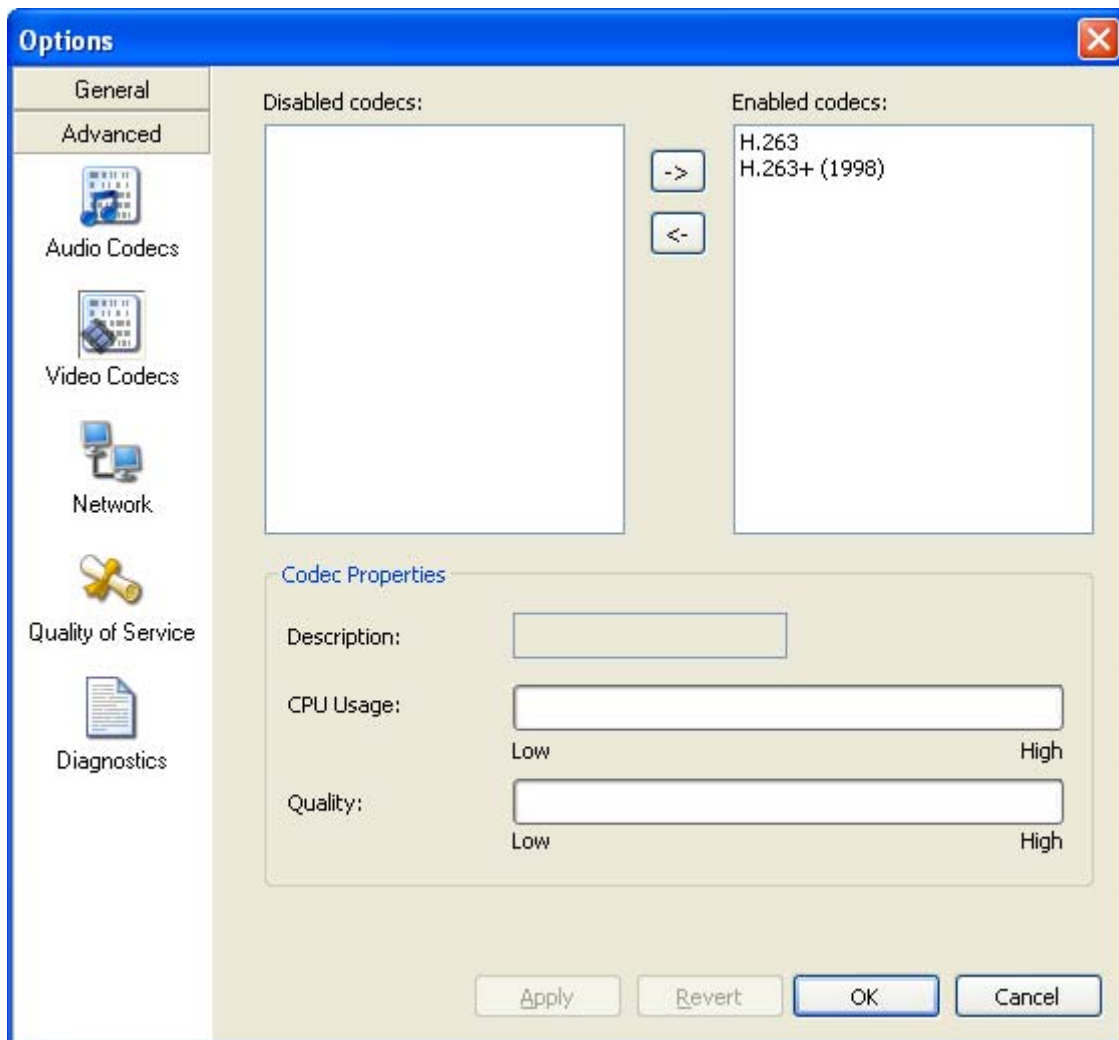 Options
General
Advanced
Audio Codecs
Video Codecs
Network
Quality of Service
Diagnostics
Disabled codecs:
->
<-
Enabled codecs:
H.263
H.263+ (1998)
Codec Properties
Description:
CPU Usage:
Low High
Quality:
Low High
Apply Revert OK Cancel